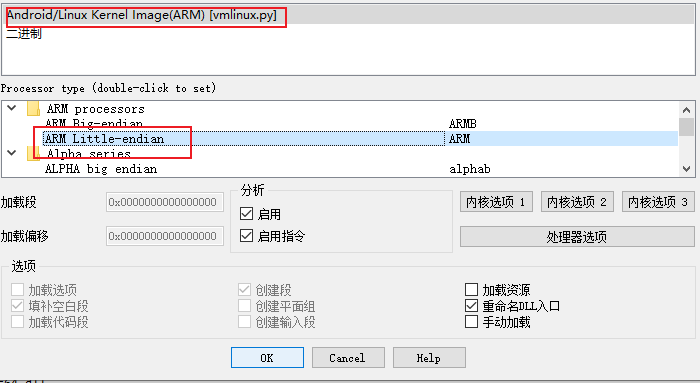 Android/Linux Kernel Image(ARM) [vmlinux.py]
二进制
Processor type (double-click to set)
ARM processors
ARM Big-endian ARMB
ARM Little-endian ARM
Alpha series
ALPHA big endian alphab
加载段 0x0000000000000000
加载偏移 0x0000000000000000
分析
启用
启用指令
内核选项 1 内核选项 2 内核选项 3
处理器选项
选项
加载选项 创建段 加载资源
填补空白段 创建平面组 重命名DLL入口
加载代码段 创建输入段 手动加载
OK Cancel Help